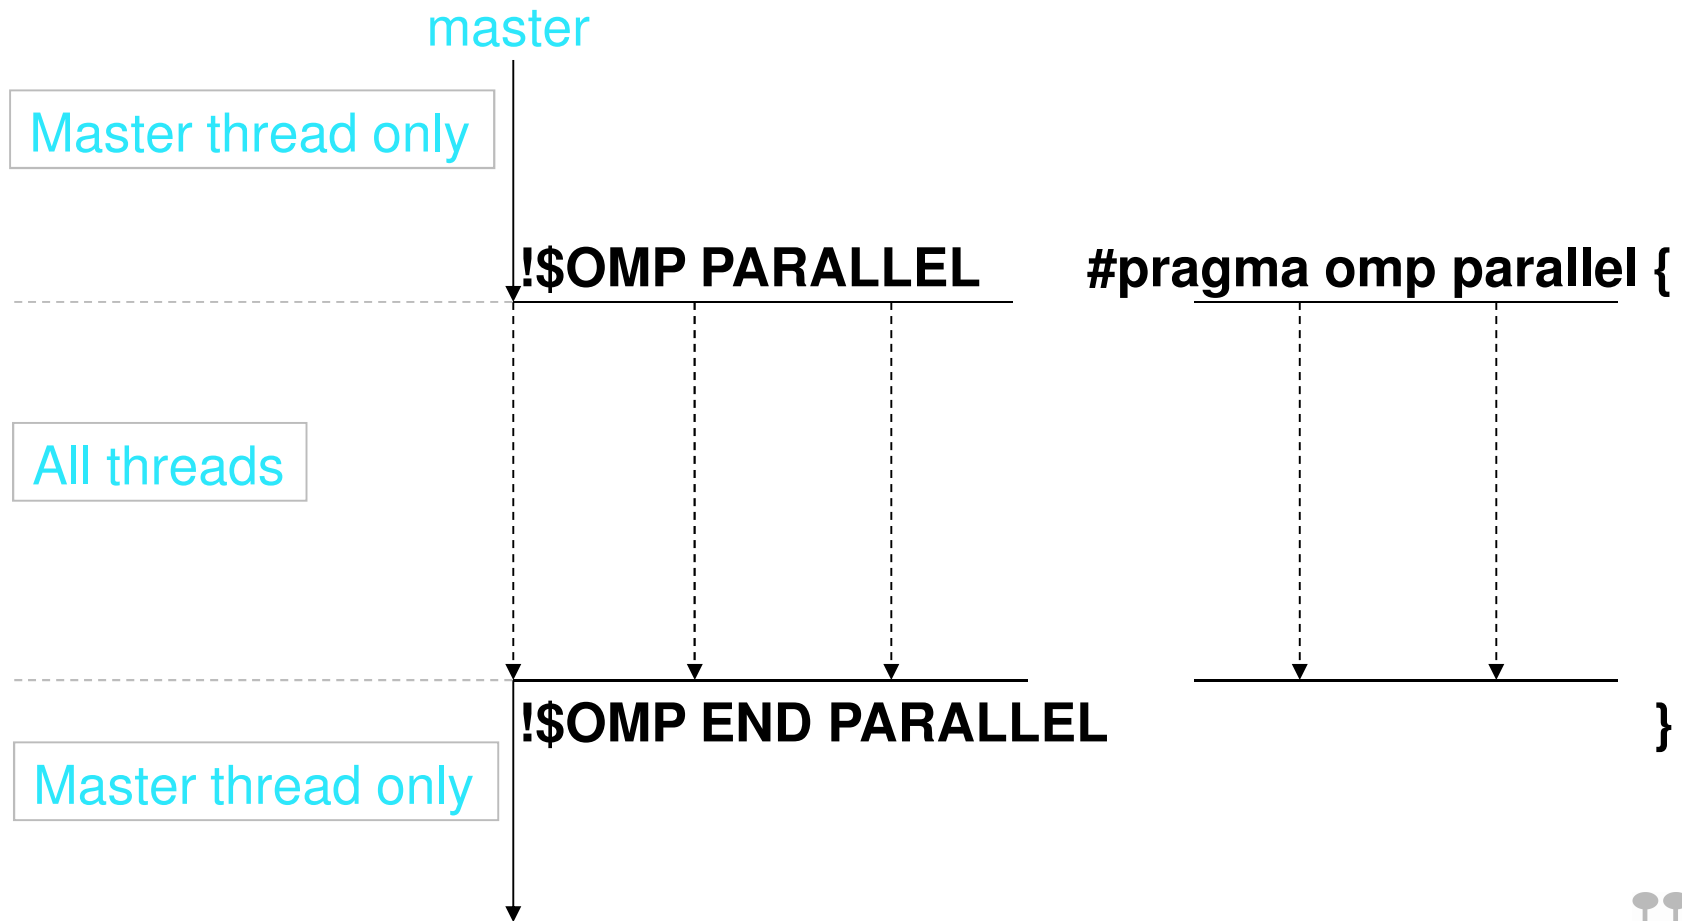 master
Master thread only
!$OMP PARALLEL #pragma omp parallel {
All threads
!$OMP END PARALLEL }
Master thread only